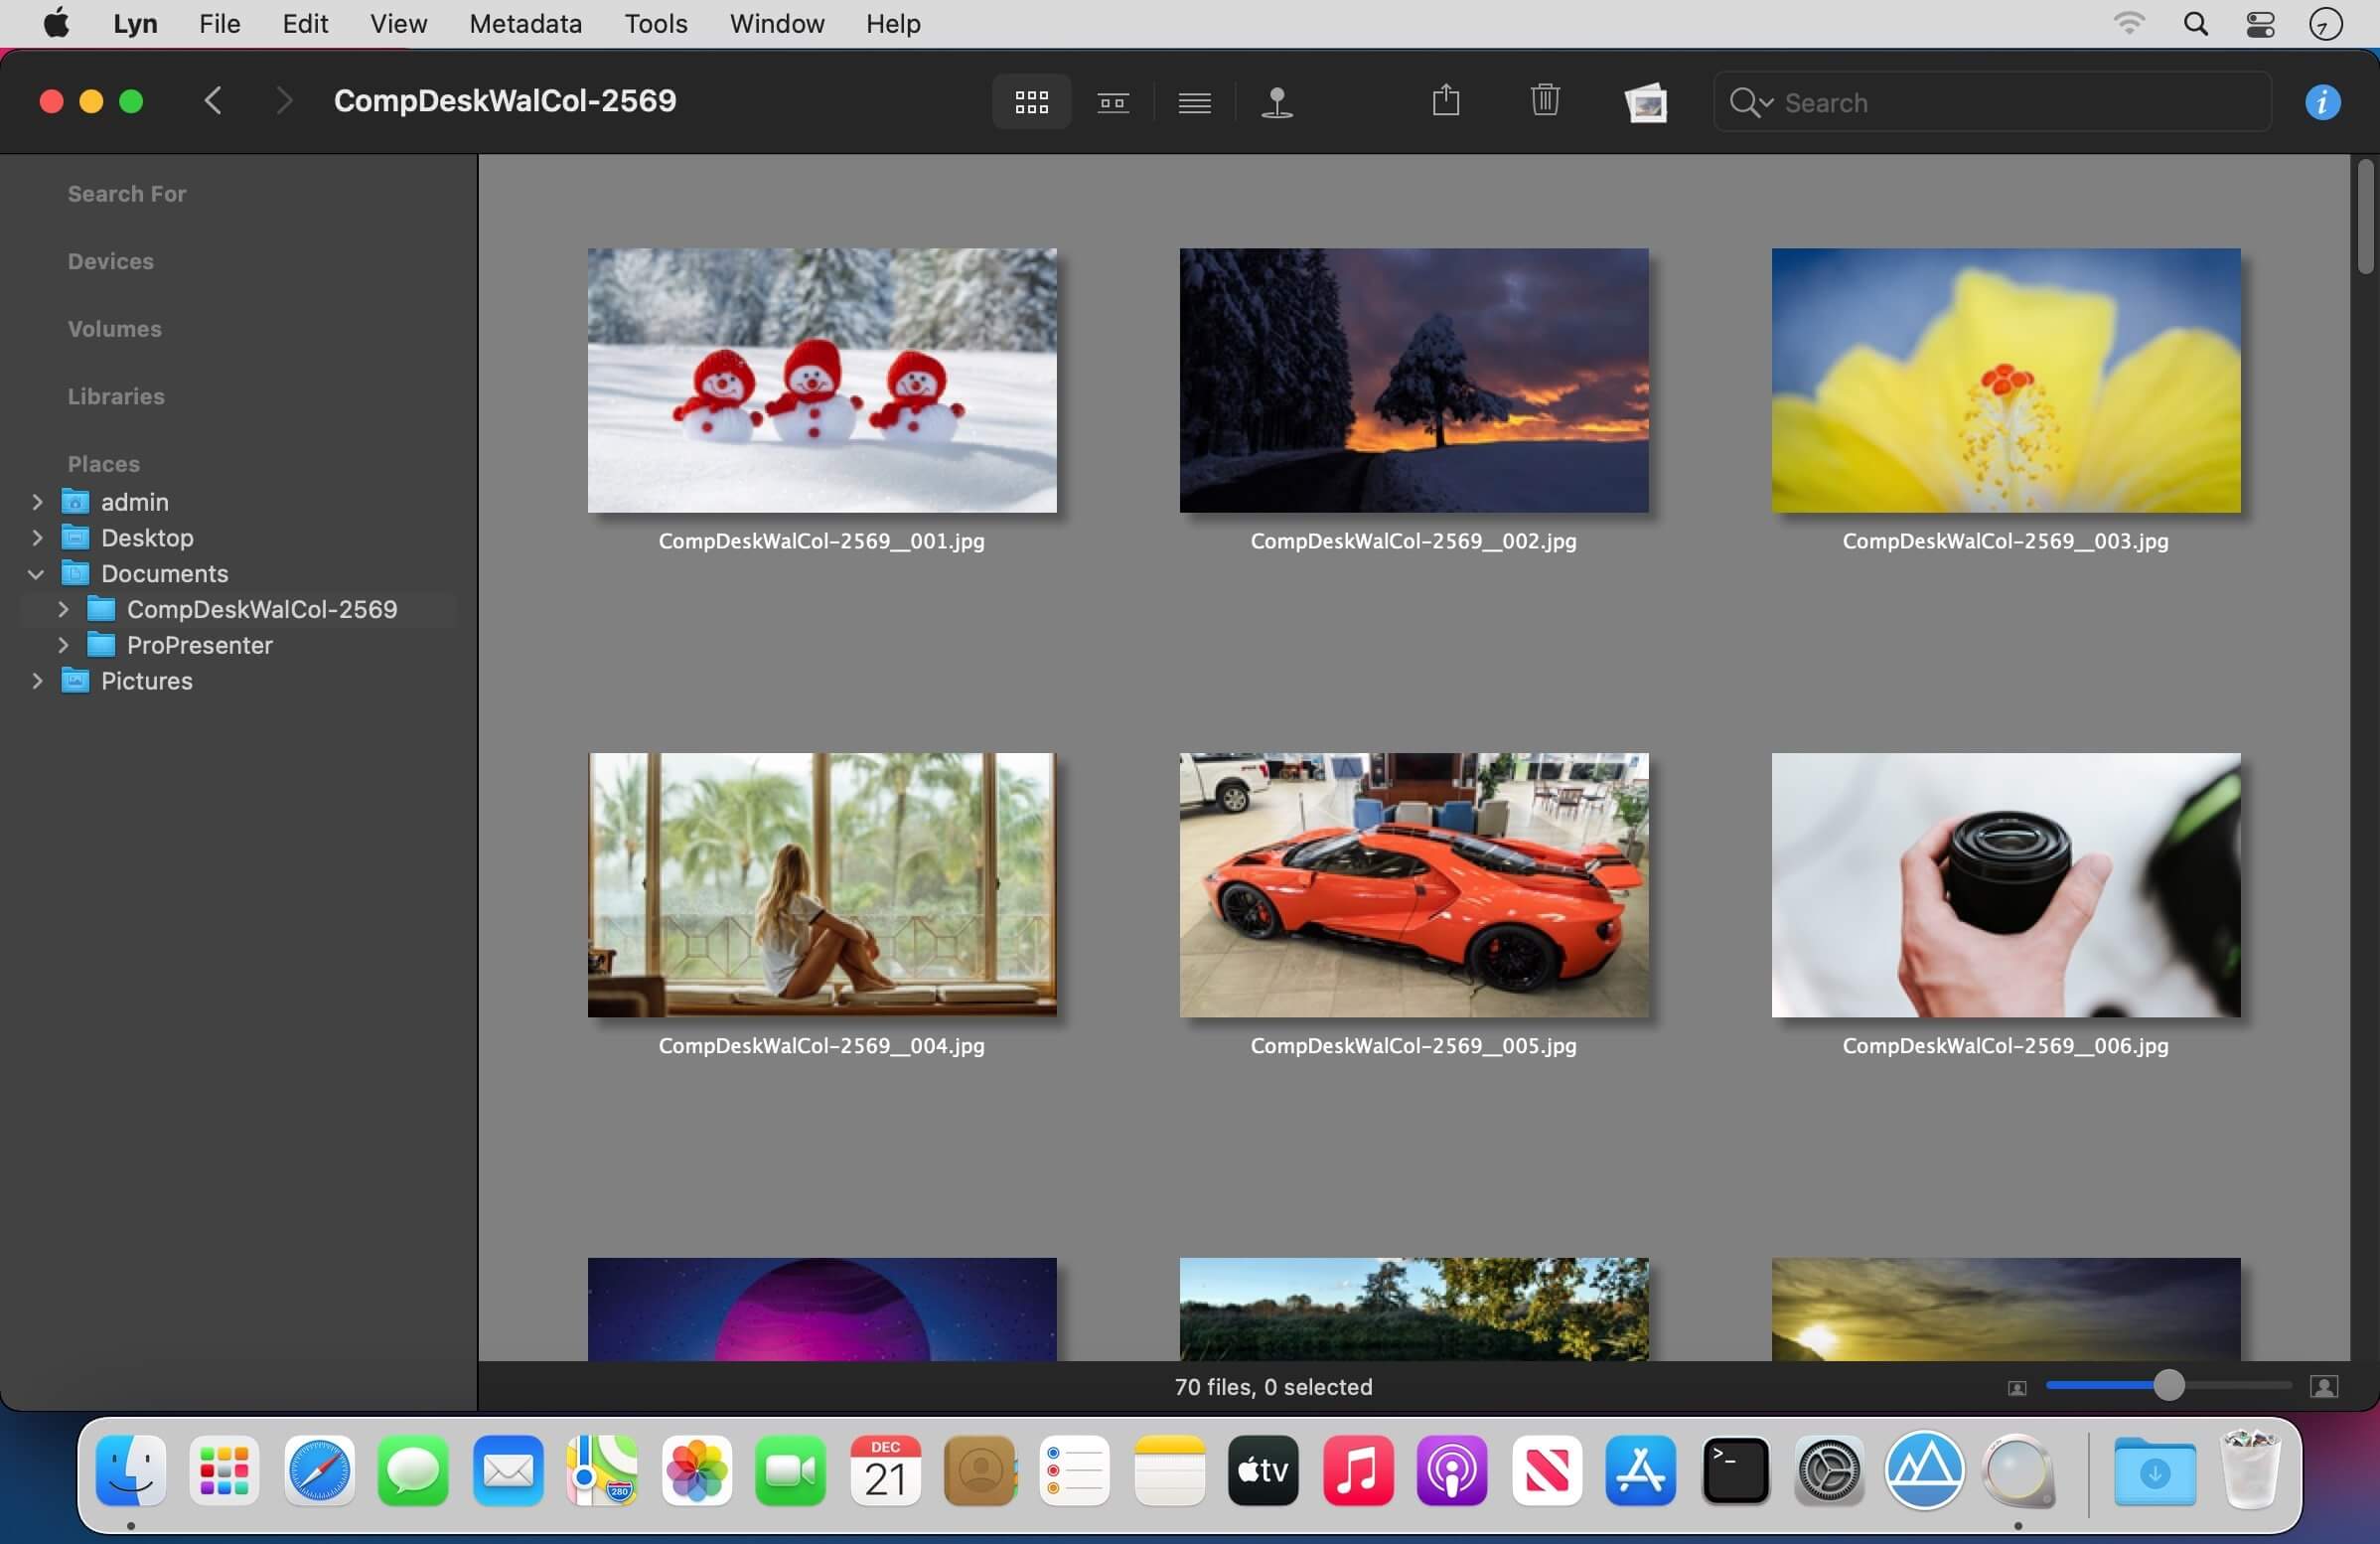 Lyn File Edit View Metadata Tools Window Help
CompDeskWalCol-2569
Search
Search For
Devices
Volumes
Libraries
Places
admin
Desktop
Documents
CompDeskWalCol-2569
ProPresenter
Pictures
CompDeskWalCol-2569__001.jpg
CompDeskWalCol-2569__002.jpg
CompDeskWalCol-2569__003.jpg
CompDeskWalCol-2569__004.jpg
CompDeskWalCol-2569__005.jpg
CompDeskWalCol-2569__006.jpg
70 files, 0 selected
280
DEC
21
tv
>_